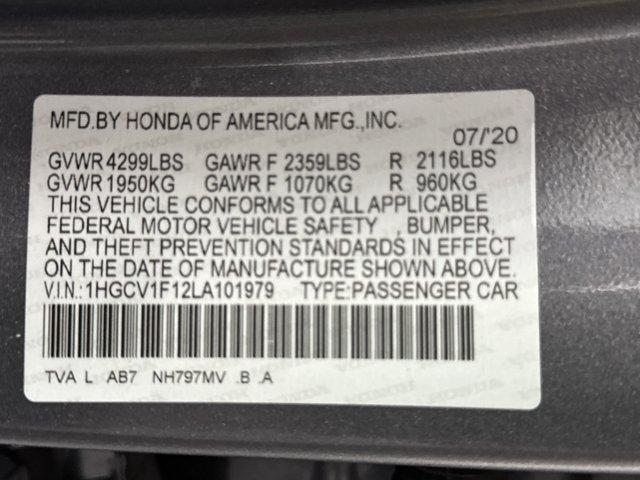 MFD.BY HONDA OF AMERICA MFG.,INC.
07/'20
GVWR 4299LBS GAWR F 2359LBS R 2116LBS
GVWR 1950KG GAWR F 1070KG R 960KG
THIS VEHICLE CONFORMS TO ALL APPLICABLE
FEDERAL MOTOR VEHICLE SAFETY , BUMPER,
AND THEFT PREVENTION STANDARDS IN EFFECT
ON THE DATE OF MANUFACTURE SHOWN ABOVE.
V.I.N.:1HGCV1F12LA101979 TYPE:PASSENGER CAR
TVA L AB7 NH797MV .B .A